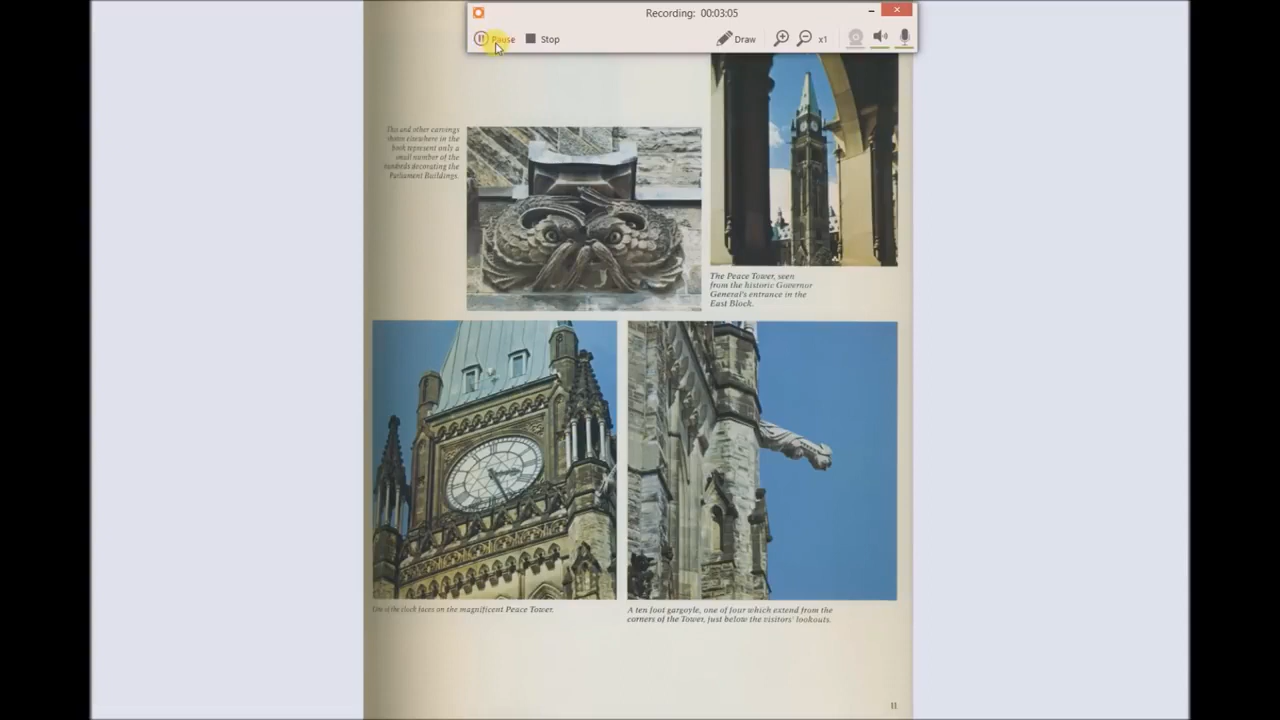 Recording: 00:03:05
Pause
Stop
Draw
x1
This and other carvings
shown elsewhere in the
book represent only a
small number of the
hundreds decorating the
Parliament Buildings.
The Peace Tower, seen
from the historic Governor
General's entrance in the
East Block.
One of the clock faces on the magnificent Peace Tower.
A ten foot gargoyle, one of four which extend from the
corners of the Tower, just below the visitors' lookouts.
11